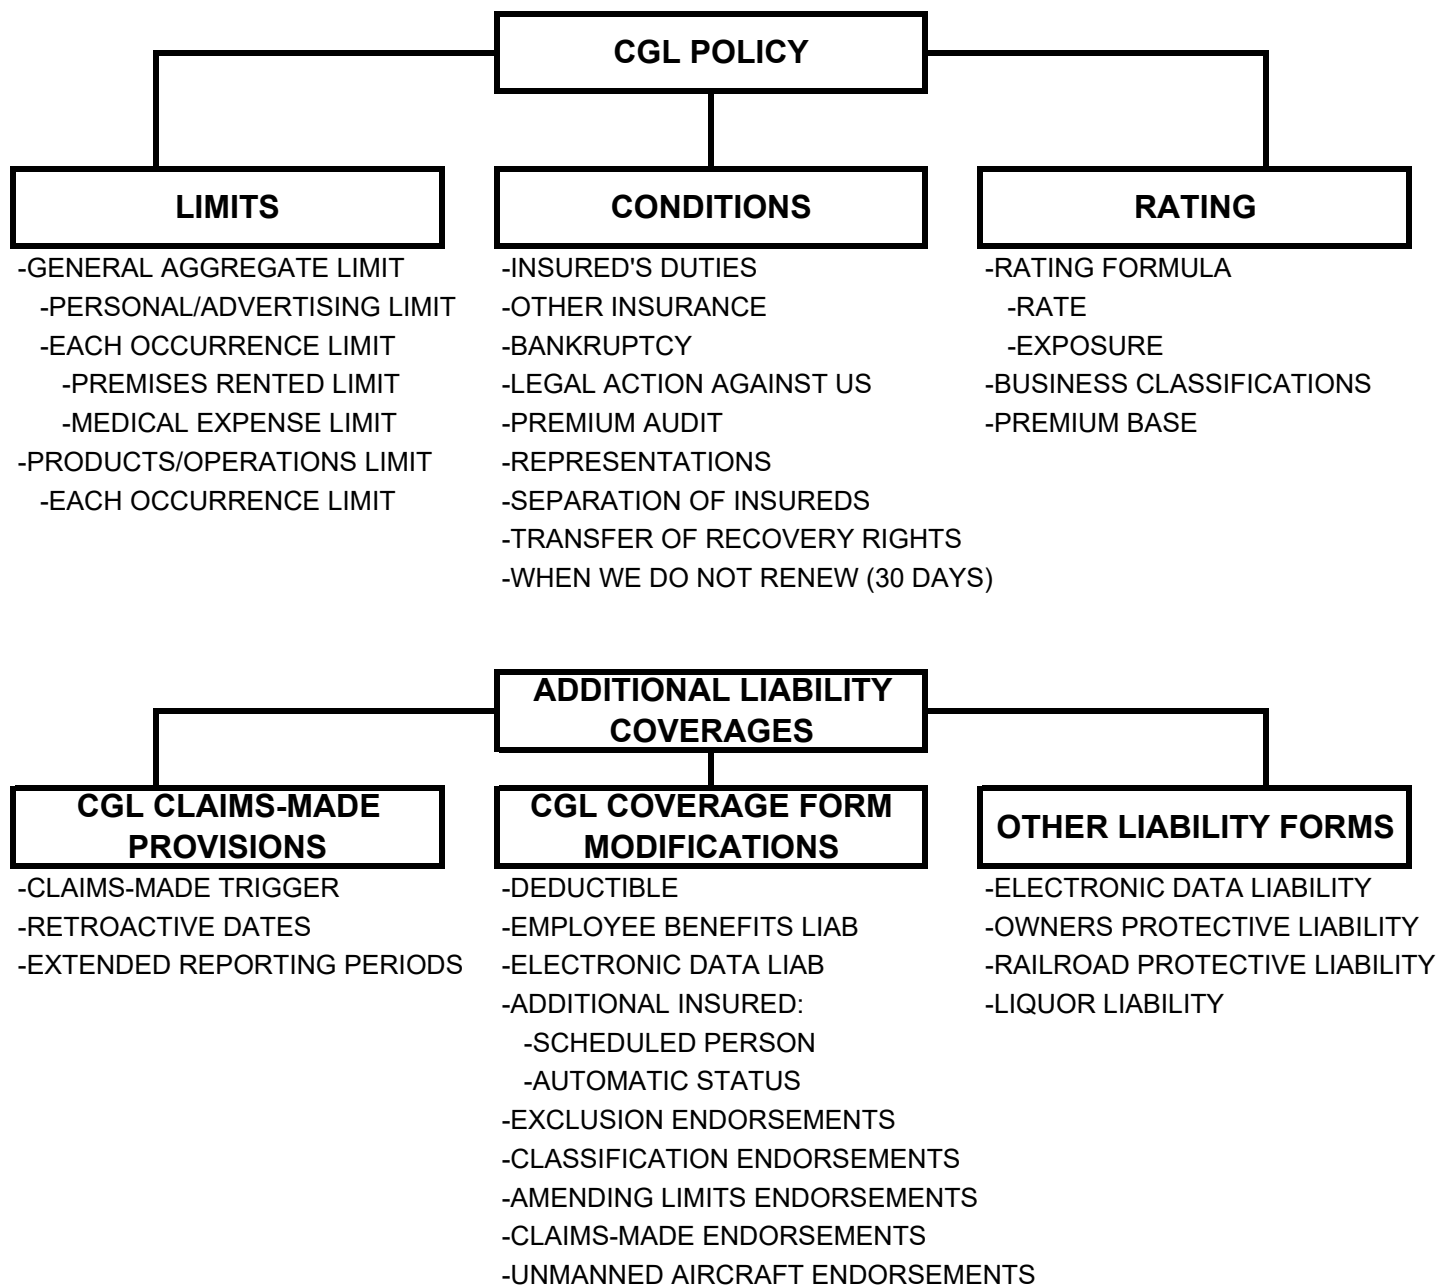 CGL POLICY
LIMITS
-GENERAL AGGREGATE LIMIT
-PERSONAL/ADVERTISING LIMIT
-EACH OCCURRENCE LIMIT
-PREMISES RENTED LIMIT
-MEDICAL EXPENSE LIMIT
-PRODUCTS/OPERATIONS LIMIT
-EACH OCCURRENCE LIMIT
CONDITIONS
-INSURED'S DUTIES
-OTHER INSURANCE
-BANKRUPTCY
-LEGAL ACTION AGAINST US
-PREMIUM AUDIT
-REPRESENTATIONS
-SEPARATION OF INSUREDS
-TRANSFER OF RECOVERY RIGHTS
-WHEN WE DO NOT RENEW (30 DAYS)
RATING
-RATING FORMULA
-RATE
-EXPOSURE
-BUSINESS CLASSIFICATIONS
-PREMIUM BASE
ADDITIONAL LIABILITY
COVERAGES
CGL CLAIMS-MADE
PROVISIONS
-CLAIMS-MADE TRIGGER
-RETROACTIVE DATES
-EXTENDED REPORTING PERIODS
CGL COVERAGE FORM
MODIFICATIONS
-DEDUCTIBLE
-EMPLOYEE BENEFITS LIAB
-ELECTRONIC DATA LIAB
-ADDITIONAL INSURED:
-SCHEDULED PERSON
-AUTOMATIC STATUS
-EXCLUSION ENDORSEMENTS
-CLASSIFICATION ENDORSEMENTS
-AMENDING LIMITS ENDORSEMENTS
-CLAIMS-MADE ENDORSEMENTS
-UNMANNED AIRCRAFT ENDORSEMENTS
OTHER LIABILITY FORMS
-ELECTRONIC DATA LIABILITY
-OWNERS PROTECTIVE LIABILITY
-RAILROAD PROTECTIVE LIABILITY
-LIQUOR LIABILITY